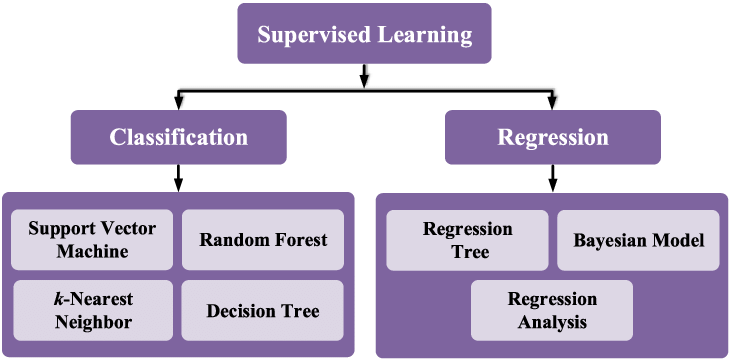 Supervised Learning
Classification
Regression
Support Vector
Machine
Random Forest
k-Nearest
Neighbor
Decision Tree
Regression
Tree
Bayesian Model
Regression
Analysis